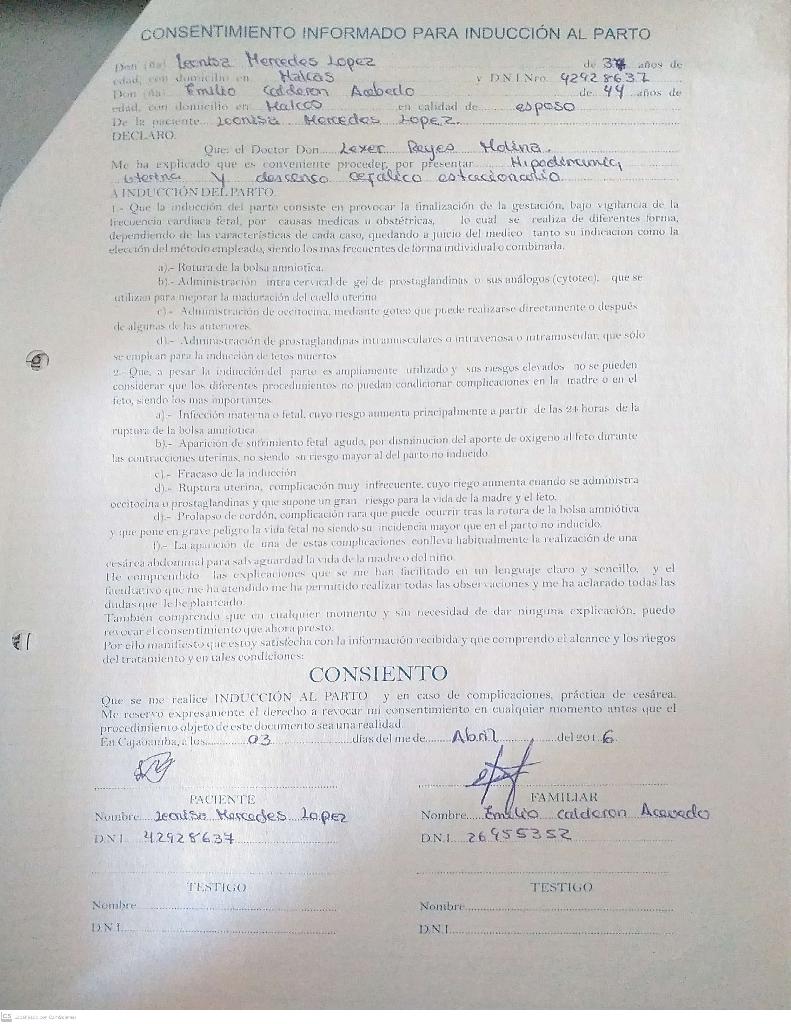 CONSENTIMIENTO INFORMADO PARA INDUCCIÓN AL PARTO
Don (ña) Leonisa Mercedes Lopez de 37 años de
edad, con domicilio en Malcas y D.N.I Nro. 42928637
Don (ña) Emilio Calderon Acebedo de 44 años de
edad, con domicilio en Malcas en calidad de esposo
De la paciente Leonisa Mercedes Lopez.
DECLARO.
Que: el Doctor Don Lexer Reyes Molina.
Me ha explicado que es conveniente proceder, por presentar Hipodinamia
uterina y descenso cefalico estacionario.
A INDUCCIÓN DEL PARTO.
1.- Que la inducción del parto consiste en provocar la finalización de la gestación, bajo vigilancia de la
frecuencia cardiaca fetal, por causas medicas u obstétricas, lo cual se realiza de diferentes forma,
dependiendo de las características de cada caso, quedando a juicio del medico tanto su indicacion como la
elección del método empleado, siendo los mas frecuentes de forma individual o combinada.
a).- Rotura de la bolsa amniotica.
b).- Administración intra cervical de gel de prostaglandinas o sus análogos (cytotec), que se
utilizan para mejorar la maduración del cuello uterino
c).- Administración de occitocina, mediante goteo que puede realizarse directamente o después
de algunas de las anteriores.
d).- Administración de prostaglandinas intramusculares o intravenosa o intramuscular, que sólo
se emplean para la inducción de fetos muertos
2.- Que, a pesar la inducción del parto es ampliamente utilizado y sus riesgos elevados no se pueden
considerar que los diferentes procedimientos no puedan condicionar complicaciones en la madre o en el
feto, siendo los mas importantes.
a).- Infección materna o fetal, cuyo riesgo aumenta principalmente a partir de las 24 horas de la
ruptura de la bolsa amniotica
b).- Aparición de sufrimiento fetal agudo, por disminucion del aporte de oxigeno al feto durante
las contracciones uterinas, no siendo su riesgo mayor al del parto no inducido.
c).- Fracaso de la inducción
d).- Ruptura uterina, complicación muy infrecuente, cuyo riego aumenta cuando se administra
occitocina o prostaglandinas y que supone un gran riesgo para la vida de la madre y el feto.
d).- Prolapso de cordón, complicación rara que puede ocurrir tras la rotura de la bolsa amniótica
y que pone en grave peligro la vida fetal no siendo su incidencia mayor que en el parto no inducido.
f).- La aparición de una de estas complicaciones conlleva habitualmente la realización de una
cesárea abdominal para salvaguardad la vida de la madre o del niño.
He comprendido las explicaciones que se me han facilitado en un lenguaje claro y sencillo, y el
facultativo que me ha atendido me ha permitido realizar todas las observaciones y me ha aclarado todas las
dudas que le he planteado.
También comprendo que en cualquier momento y sin necesidad de dar ninguna explicación, puedo
revocar el consentimiento que ahora presto.
Por ello manifiesto que estoy satisfecha con la información recibida y que comprendo el alcance y los riegos
del tratamiento y en tales condiciones:
CONSIENTO
Que se me realice INDUCCIÓN AL PARTO y en caso de complicaciones, práctica de cesárea.
Me reservo expresamente el derecho a revocar mi consentimiento en cualquier momento antes que el
procedimiento objeto de este documento sea una realidad.
En Cajabamba, a los 03 días del me de Abril del 2016.
PACIENTE FAMILIAR
Nombre Leonisa Mercedes Lopez Nombre Emilio Calderon Acevedo
D.N.I. 42928637 D.N.I. 26955352
TESTIGO TESTIGO
Nombre Nombre
D.N.I. D.N.I.
CS